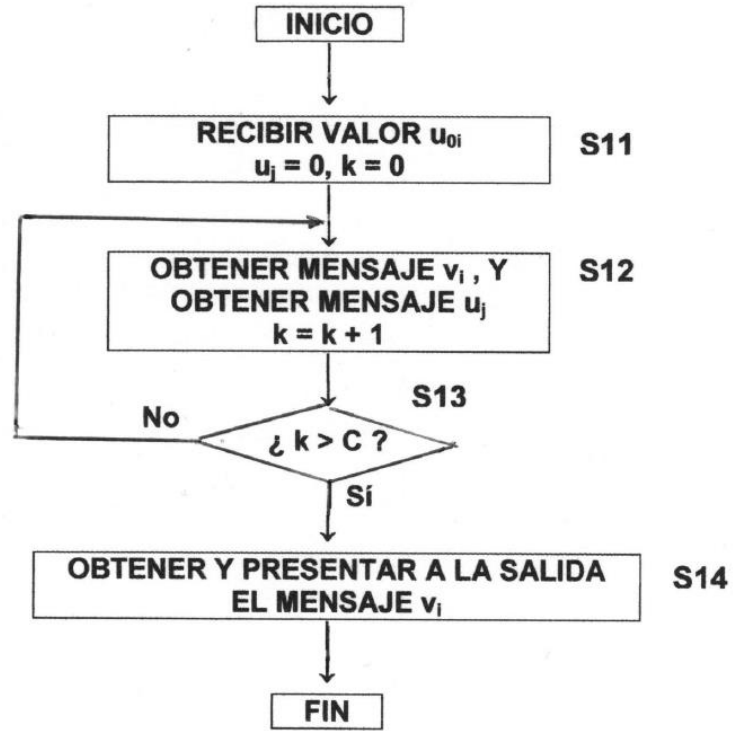 INICIO
RECIBIR VALOR u0i
uj = 0, k = 0
S11
OBTENER MENSAJE vi , Y
OBTENER MENSAJE uj
k = k + 1
S12
S13
No
¿ k > C ?
Sí
OBTENER Y PRESENTAR A LA SALIDA
EL MENSAJE vi
S14
FIN